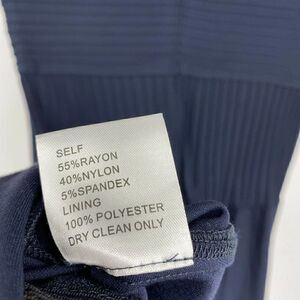 SELF
55%RAYON
40%NYLON
5%SPANDEX
LINING
100% POLYESTER
DRY CLEAN ONLY